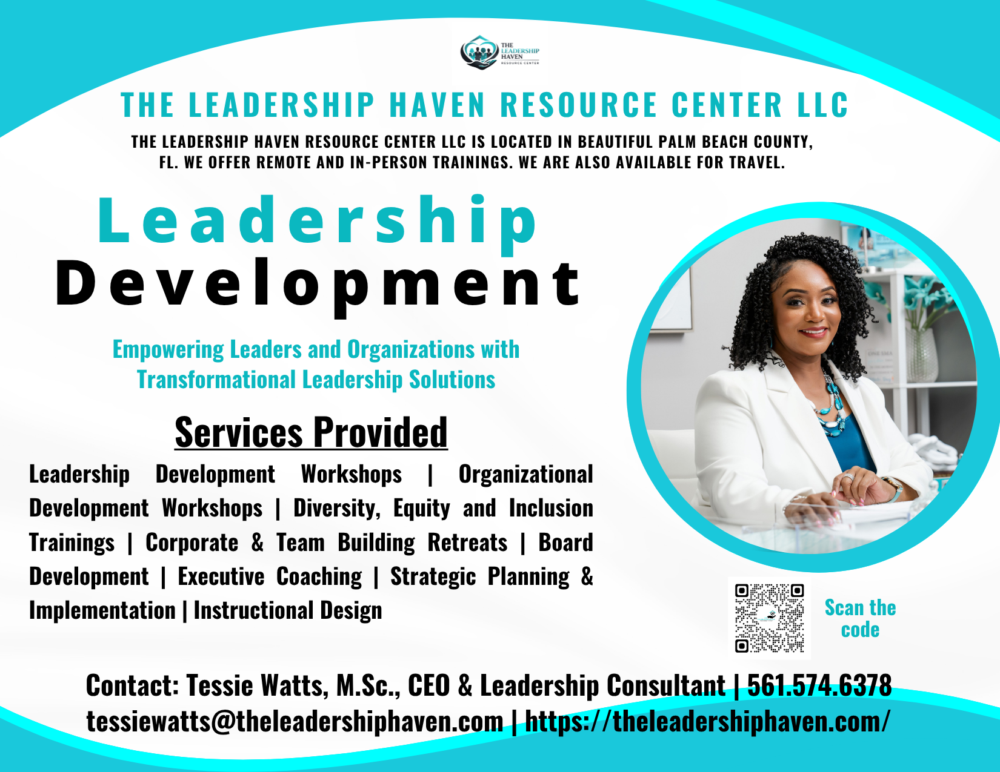 THE
LEADERSHIP
HAVEN
RESOURCE CENTER
THE LEADERSHIP HAVEN RESOURCE CENTER LLC
THE LEADERSHIP HAVEN RESOURCE CENTER LLC IS LOCATED IN BEAUTIFUL PALM BEACH COUNTY,
FL. WE OFFER REMOTE AND IN-PERSON TRAININGS. WE ARE ALSO AVAILABLE FOR TRAVEL.
Leadership
Development
Empowering Leaders and Organizations with
Transformational Leadership Solutions
Services Provided
Leadership Development Workshops | Organizational
Development Workshops | Diversity, Equity and Inclusion
Trainings | Corporate & Team Building Retreats | Board
Development | Executive Coaching | Strategic Planning &
Implementation | Instructional Design
Scan the
code
Contact: Tessie Watts, M.Sc., CEO & Leadership Consultant | 561.574.6378
tessiewatts@theleadershiphaven.com | https://theleadershiphaven.com/